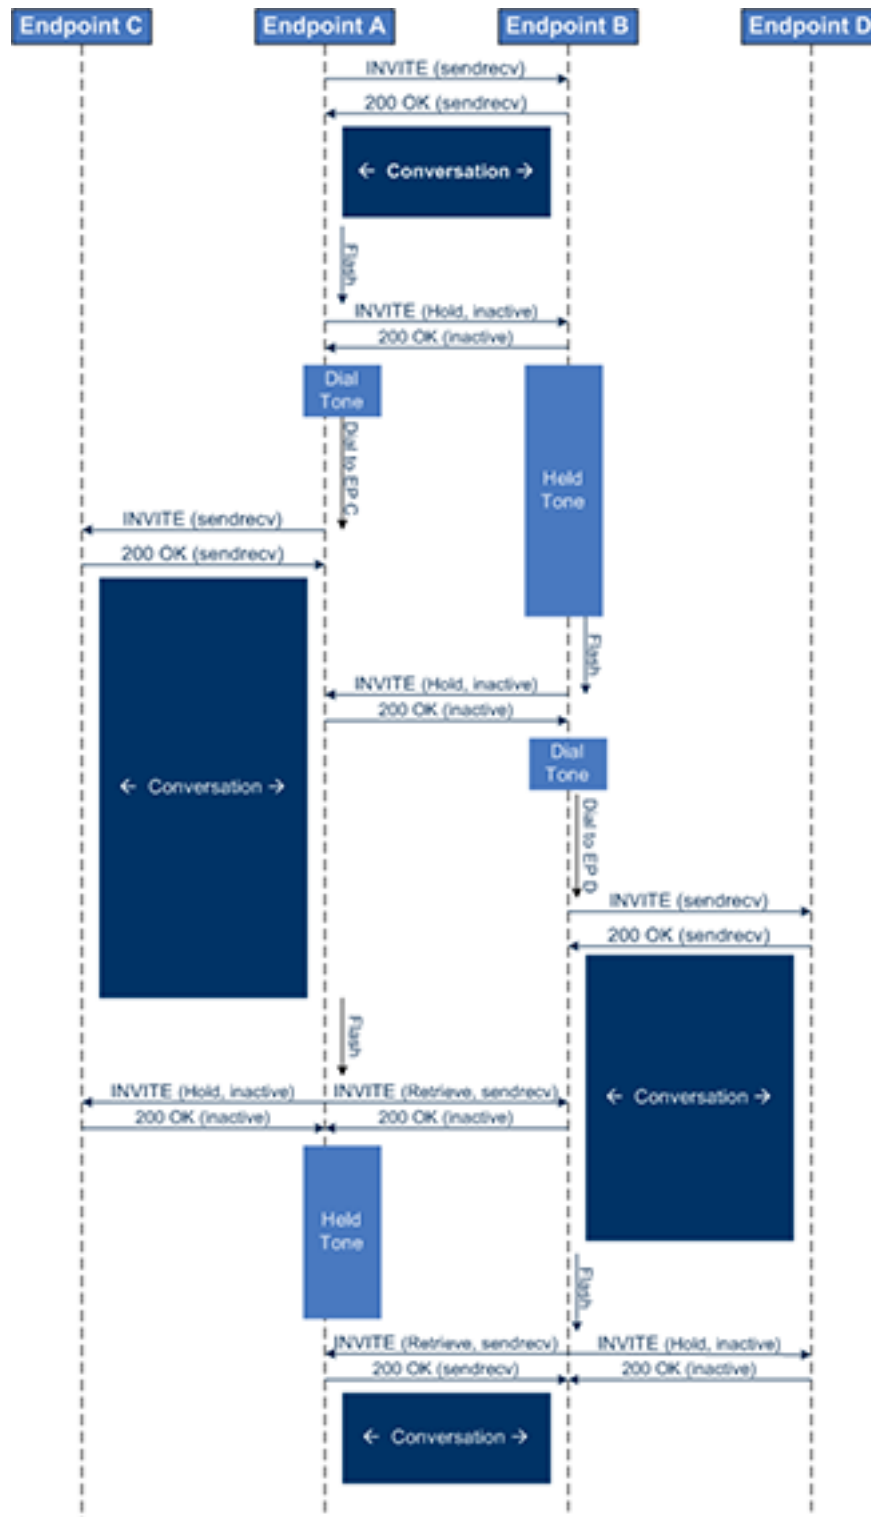 Endpoint C
Endpoint A
Endpoint B
Endpoint D
INVITE (sendrecv)
200 OK (sendrecv)
← Conversation →
Flash
INVITE (Hold, inactive)
200 OK (inactive)
Dial
Tone
Dial to EP C
Held
Tone
INVITE (sendrecv)
200 OK (sendrecv)
Flash
INVITE (Hold, inactive)
200 OK (inactive)
Dial
Tone
← Conversation →
Dial to EP D
INVITE (sendrecv)
200 OK (sendrecv)
Flash
INVITE (Hold, inactive)
INVITE (Retrieve, sendrecv)
← Conversation →
200 OK (inactive)
200 OK (inactive)
Held
Tone
Flash
INVITE (Retrieve, sendrecv)
INVITE (Hold, inactive)
200 OK (sendrecv)
200 OK (inactive)
← Conversation →